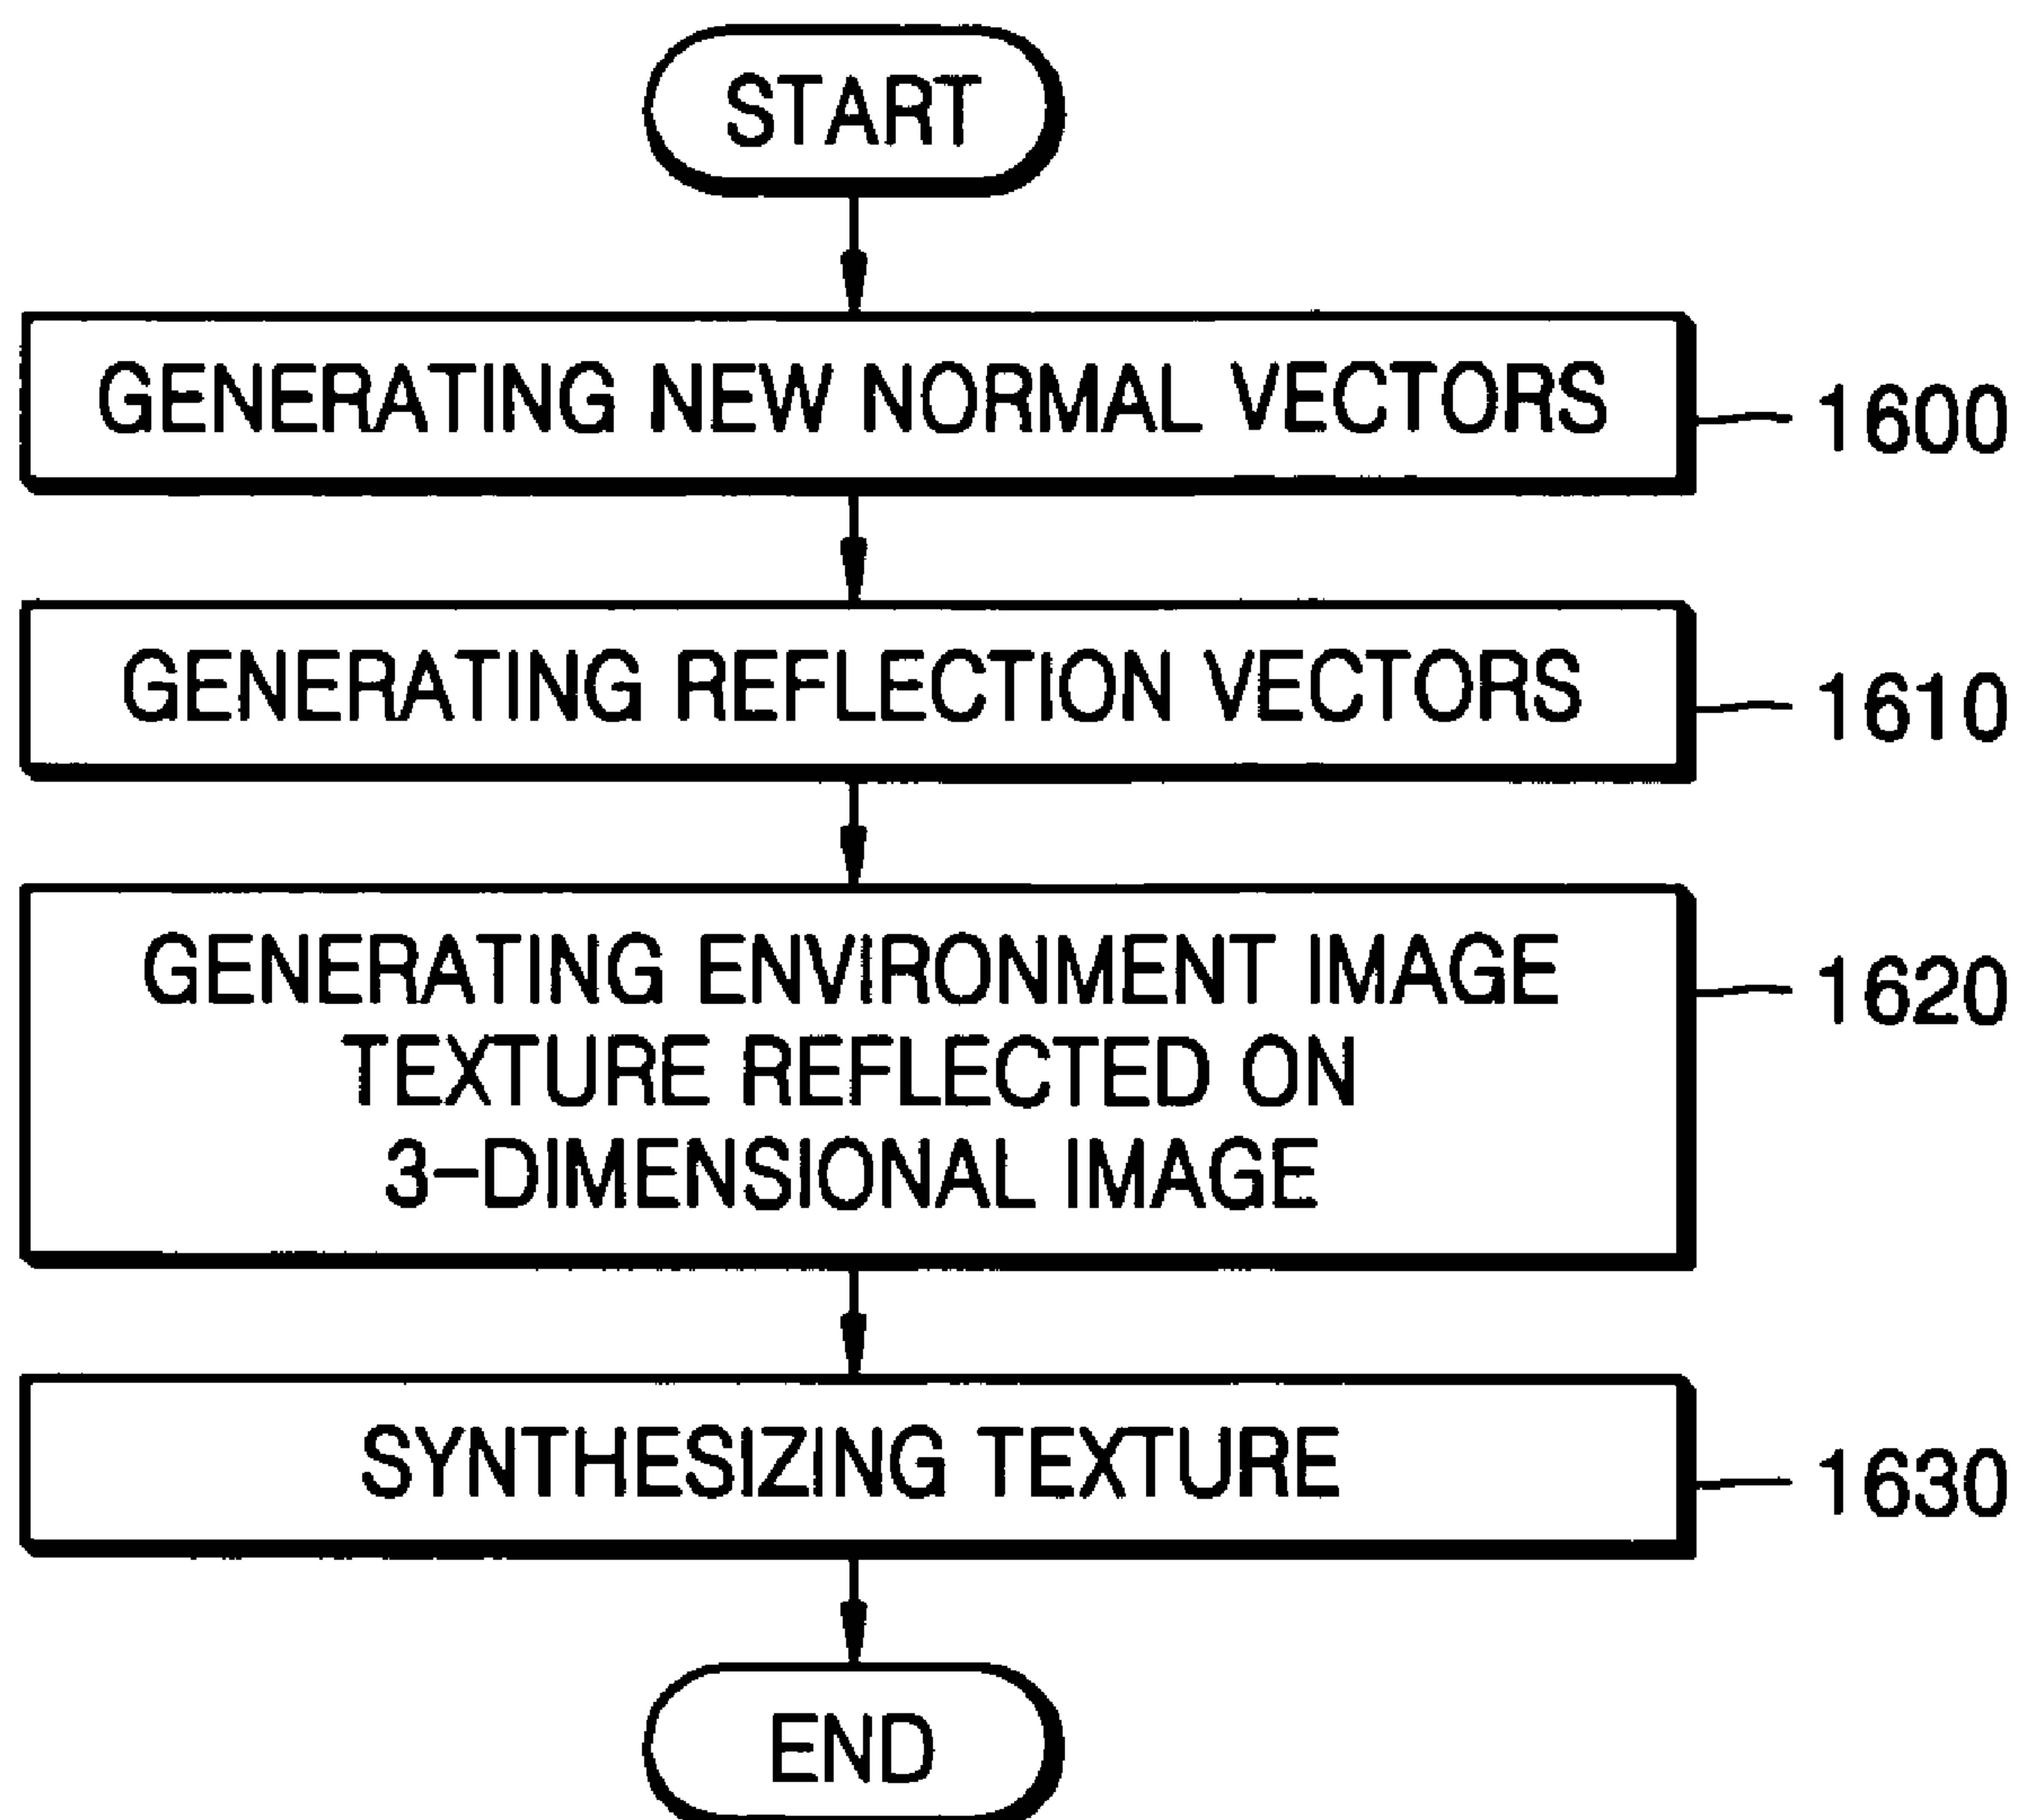 START
GENERATING NEW NORMAL VECTORS
1600
GENERATING REFLECTION VECTORS
1610
GENERATING ENVIRONMENT IMAGE
1620
TEXTURE REFLECTED ON
3-DIMENSIONAL IMAGE
SYNTHESIZING TEXTURE
1630
END